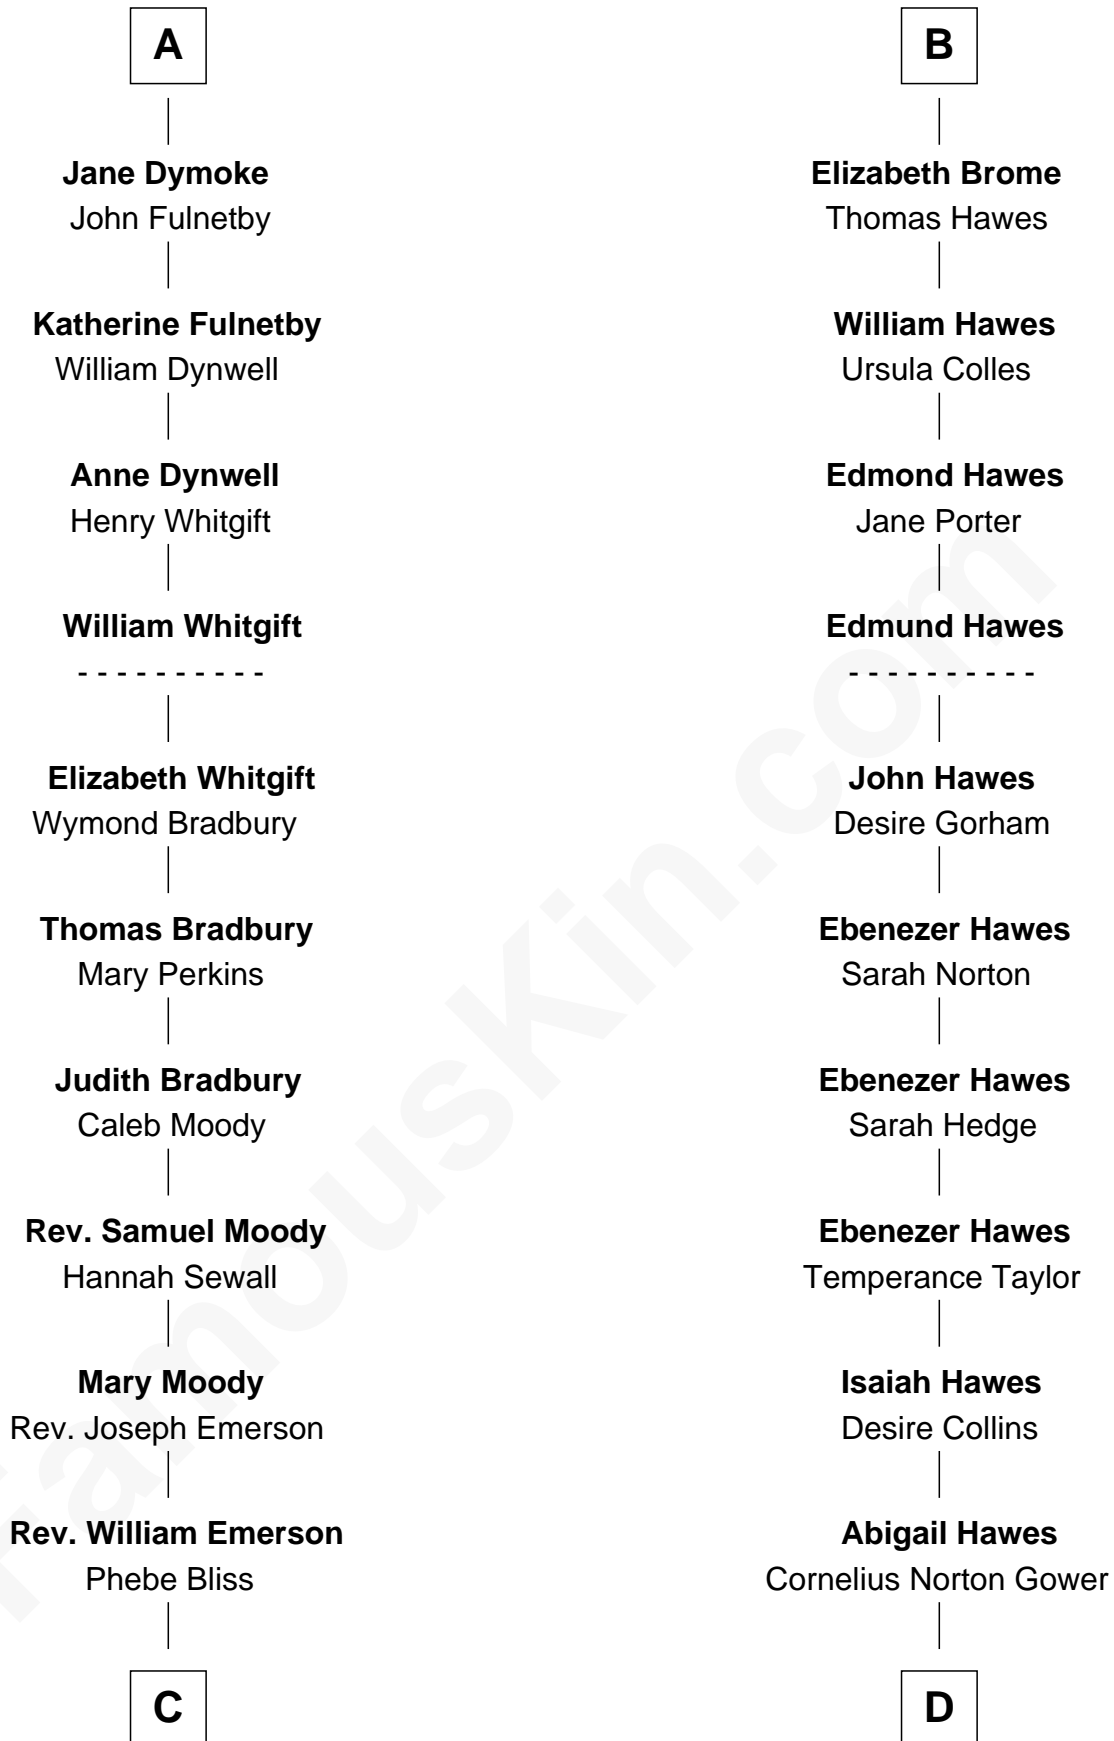 A
Jane Dymoke
John Fulnetby
Katherine Fulnetby
William Dynwell
Anne Dynwell
Henry Whitgift
William Whitgift
- - - - - - - - - -
Elizabeth Whitgift
Wymond Bradbury
Thomas Bradbury
Mary Perkins
Judith Bradbury
Caleb Moody
Rev. Samuel Moody
Hannah Sewall
Mary Moody
Rev. Joseph Emerson
Rev. William Emerson
Phebe Bliss
C
B
Elizabeth Brome
Thomas Hawes
William Hawes
Ursula Colles
Edmond Hawes
Jane Porter
Edmund Hawes
- - - - - - - - - -
John Hawes
Desire Gorham
Ebenezer Hawes
Sarah Norton
Ebenezer Hawes
Sarah Hedge
Ebenezer Hawes
Temperance Taylor
Isaiah Hawes
Desire Collins
Abigail Hawes
Cornelius Norton Gower
D
FamousKin.com